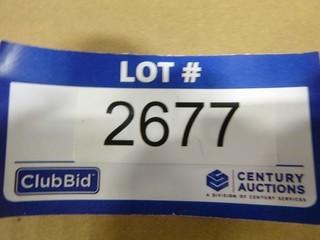 LOT #
2677
ClubBid
CENTURY
AUCTIONS
A DIVISION OF CENTURY SERVICES